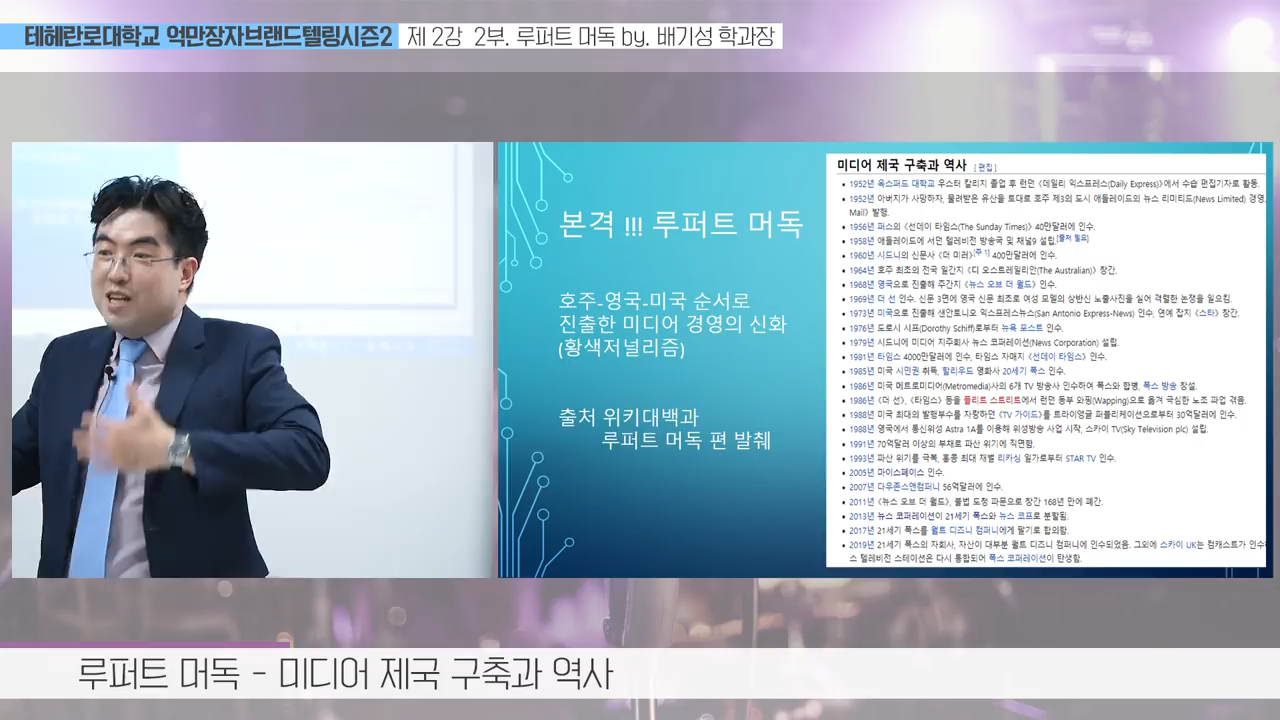 테헤란로대학교 억만장자브랜드텔링시즌2 제 2강 2부. 루퍼트 머독 by. 배기성 학과장
본격 !!! 루퍼트 머독
호주-영국-미국 순서로
진출한 미디어 경영의 신화
(황색저널리즘)
출처 위키대백과
루퍼트 머독 편 발췌
미디어 제국 구축과 역사 [편집]
• 1952년 옥스퍼드 대학교 우스터 칼리지 졸업 후 런던 《데일리 익스프레스(Daily Express)》에서 수습 편집기자로 활동.
• 1952년 아버지가 사망하자, 물려받은 유산을 토대로 호주 제3의 도시 애들레이드의 뉴스 리미티드(News Limited) 경영,
Mail》 발행.
• 1956년 퍼스의 《선데이 타임스(The Sunday Times)》 40만달러에 인수.
• 1958년 애들레이드에 서던 텔레비전 방송국 및 채널9 설립.[출처 필요]
• 1960년 시드니의 신문사 《더 미러》[주 1] 400만달러에 인수.
• 1964년 호주 최초의 전국 일간지 《디 오스트레일리안(The Australian)》 창간.
• 1968년 영국으로 진출해 주간지 《뉴스 오브 더 월드》 인수.
• 1969년 더 선 인수. 신문 3면에 영국 신문 최초로 여성 모델의 상반신 노출사진을 실어 격렬한 논쟁을 일으킴.
• 1973년 미국으로 진출해 샌안토니오 익스프레스뉴스(San Antonio Express-News) 인수, 연예 잡지 《스타》 창간.
• 1976년 도로시 시프(Dorothy Schiff)로부터 뉴욕 포스트 인수.
• 1979년 시드니에 미디어 지주회사 뉴스 코퍼레이션(News Corporation) 설립.
• 1981년 타임스 4000만달러에 인수, 타임스 자매지 《선데이 타임스》 인수.
• 1985년 미국 시민권 취득, 할리우드 영화사 20세기 폭스 인수.
• 1986년 미국 메트로미디어(Metromedia)사의 6개 TV 방송사 인수하여 폭스와 합병, 폭스 방송 창설.
• 1986년 《더 선》, 《타임스》 등을 플리트 스트리트에서 런던 동부 와핑(Wapping)으로 옮겨 극심한 노조 파업 겪음.
• 1988년 미국 최대의 발행부수를 자랑하던 《TV 가이드》를 트라이앵글 퍼블리케이션으로부터 30억달러에 인수.
• 1988년 영국에서 통신위성 Astra 1A를 이용해 위성방송 사업 시작, 스카이 TV(Sky Television plc) 설립.
• 1991년 70억달러 이상의 부채로 파산 위기에 직면함.
• 1993년 파산 위기를 극복, 홍콩 최대 재벌 리카싱 일가로부터 STAR TV 인수.
• 2005년 마이스페이스 인수.
• 2007년 다우존스앤컴퍼니 56억달러에 인수.
• 2011년 《뉴스 오브 더 월드》, 불법 도청 파문으로 창간 168년 만에 폐간.
• 2013년 뉴스 코퍼레이션이 21세기 폭스와 뉴스 코프로 분할됨.
• 2017년 21세기 폭스를 월트 디즈니 컴퍼니에게 팔기로 합의함.
• 2019년 21세기 폭스의 자회사, 자산이 대부분 월트 디즈니 컴퍼니에 인수되었음. 그외에 스카이 UK는 컴캐스트가 인수
스 텔레비전 스테이션은 다시 통합되어 폭스 코퍼레이션이 탄생함.
루퍼트 머독 - 미디어 제국 구축과 역사